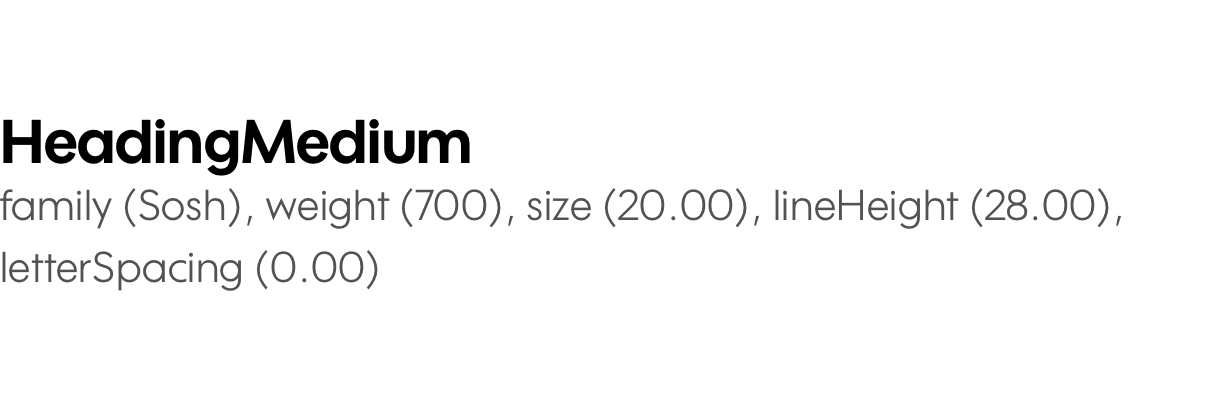 HeadingMedium
family (Sosh), weight (700), size (20.00), lineHeight (28.00),
letterSpacing (0.00)